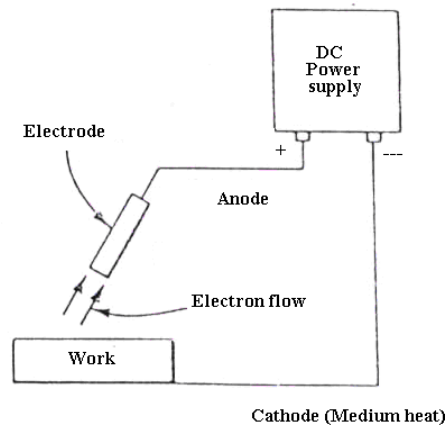 DC
Power
supply
+
---
Electrode
Anode
Electron flow
Work
Cathode (Medium heat)